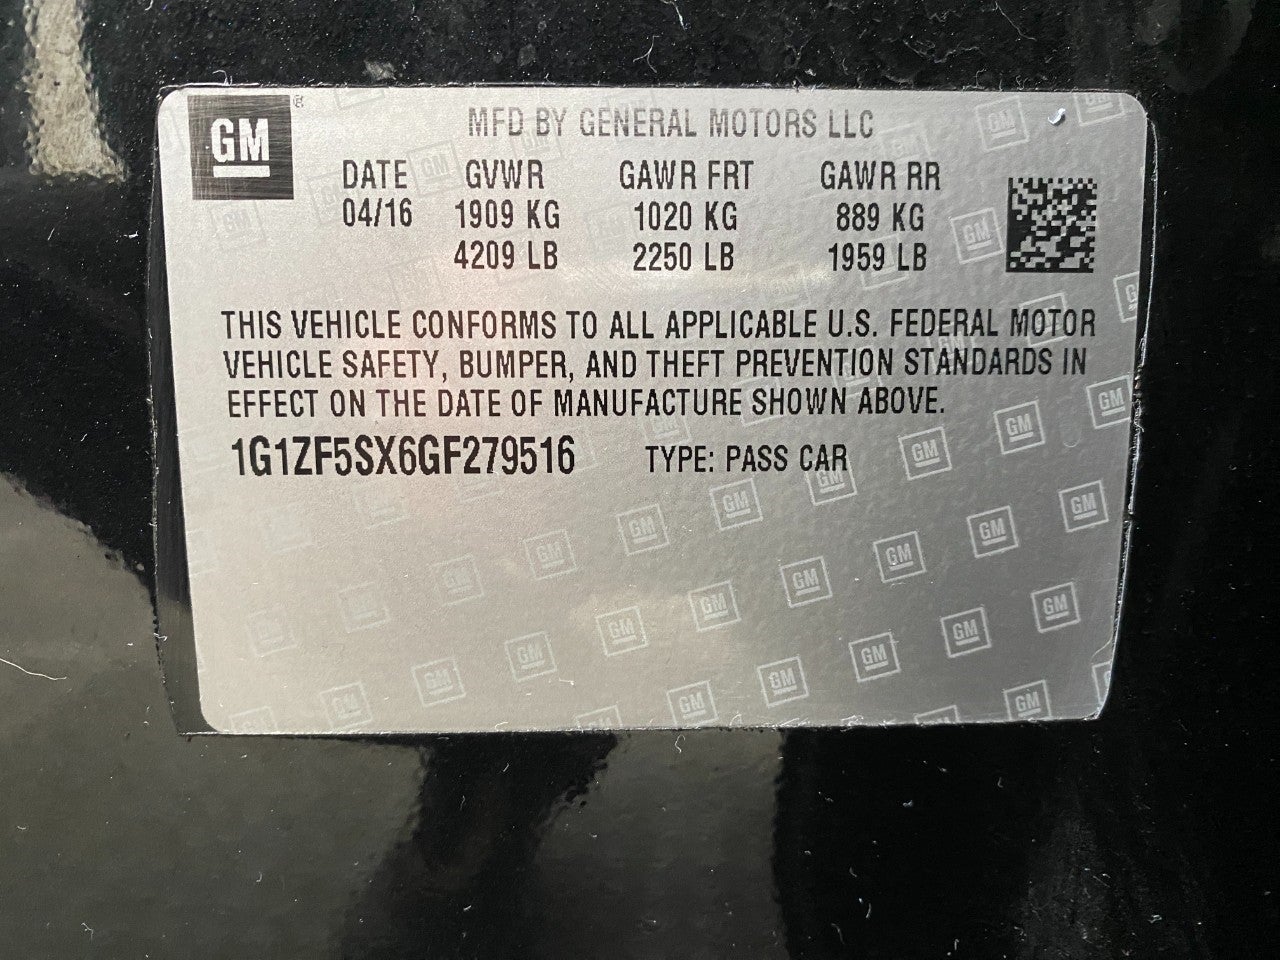 GM
MFD BY GENERAL MOTORS LLC
DATE GVWR GAWR FRT GAWR RR
04/16 1909 KG 1020 KG 889 KG
4209 LB 2250 LB 1959 LB
THIS VEHICLE CONFORMS TO ALL APPLICABLE U.S. FEDERAL MOTOR
VEHICLE SAFETY, BUMPER, AND THEFT PREVENTION STANDARDS IN
EFFECT ON THE DATE OF MANUFACTURE SHOWN ABOVE.
1G1ZF5SX6GF279516 TYPE: PASS CAR